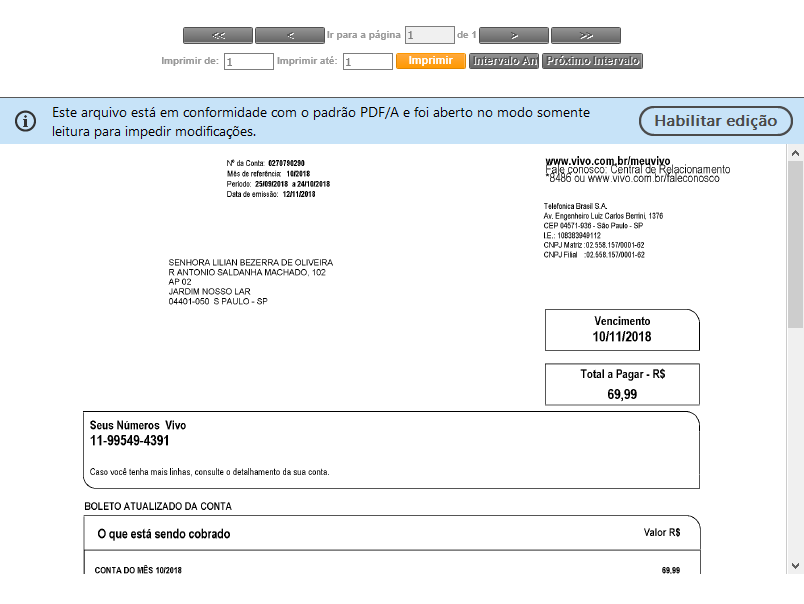 << < Ir para a página 1 de 1 > >>
Imprimir de: 1 Imprimir até: 1 Imprimir Intervalo An Próximo Intervalo
Este arquivo está em conformidade com o padrão PDF/A e foi aberto no modo somente
leitura para impedir modificações.
Habilitar edição
Nº da Conta: 0270790290
Mês de referência: 10/2018
Período: 25/09/2018 a 24/10/2018
Data de emissão: 12/11/2018
www.vivo.com.br/meuvivo
Fale conosco: Central de Relacionamento
*8486 ou www.vivo.com.br/faleconosco
Telefonica Brasil S.A.
Av. Engenheiro Luiz Carlos Berrini, 1376
CEP 04571-936 - São Paulo - SP
I.E.: 108383949112
CNPJ Matriz :02.558.157/0001-62
CNPJ Filial :02.558.157/0001-62
SENHORA LILIAN BEZERRA DE OLIVEIRA
R ANTONIO SALDANHA MACHADO, 102
AP 02
JARDIM NOSSO LAR
04401-050 S PAULO - SP
Vencimento
10/11/2018
Total a Pagar - R$
69,99
Seus Números Vivo
11-99549-4391
Caso você tenha mais linhas, consulte o detalhamento da sua conta.
BOLETO ATUALIZADO DA CONTA
O que está sendo cobrado Valor R$
CONTA DO MÊS 10/2018 69,99